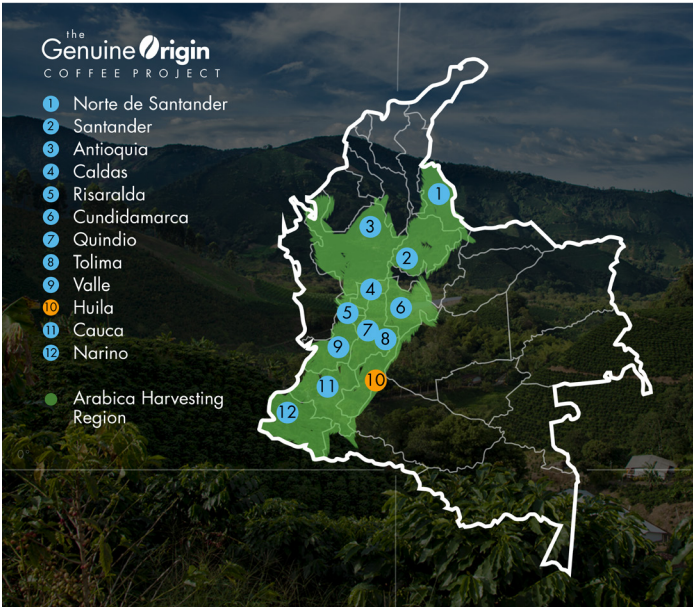 the
Genuine Origin
COFFEE PROJECT
1 Norte de Santander
2 Santander
3 Antioquia
4 Caldas
5 Risaralda
6 Cundidamarca
7 Quindio
8 Tolima
9 Valle
10 Huila
11 Cauca
12 Narino
Arabica Harvesting
Region
1
3
2
4
6
5
7
8
9
10
11
12
0